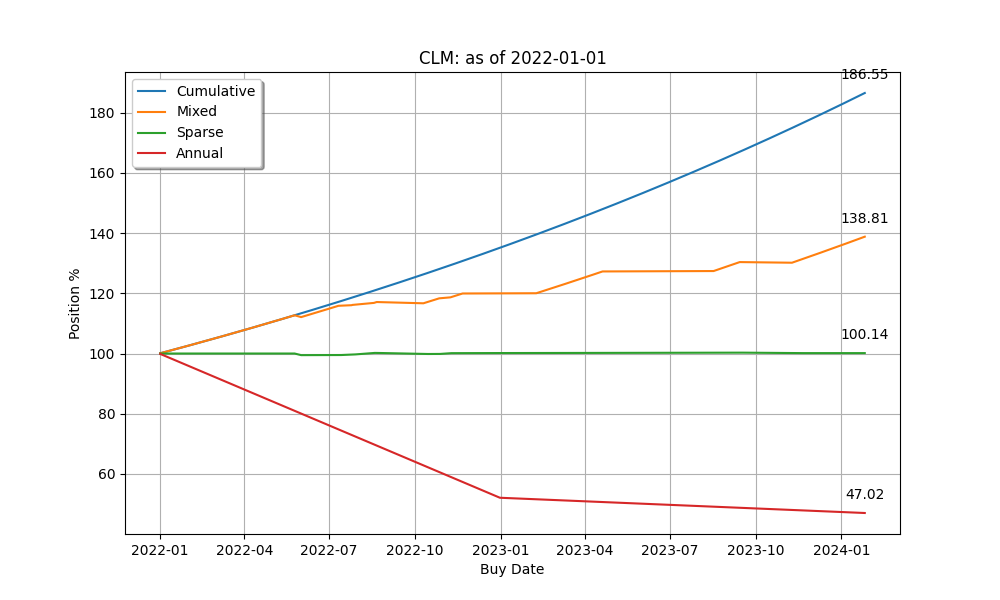 CLM: as of 2022-01-01
186.55
Cumulative
Mixed
Sparse
Annual
180
160
140
120
100
80
60
138.81
100.14
47.02
Position %
2022-01 2022-04 2022-07 2022-10 2023-01 2023-04 2023-07 2023-10 2024-01
Buy Date